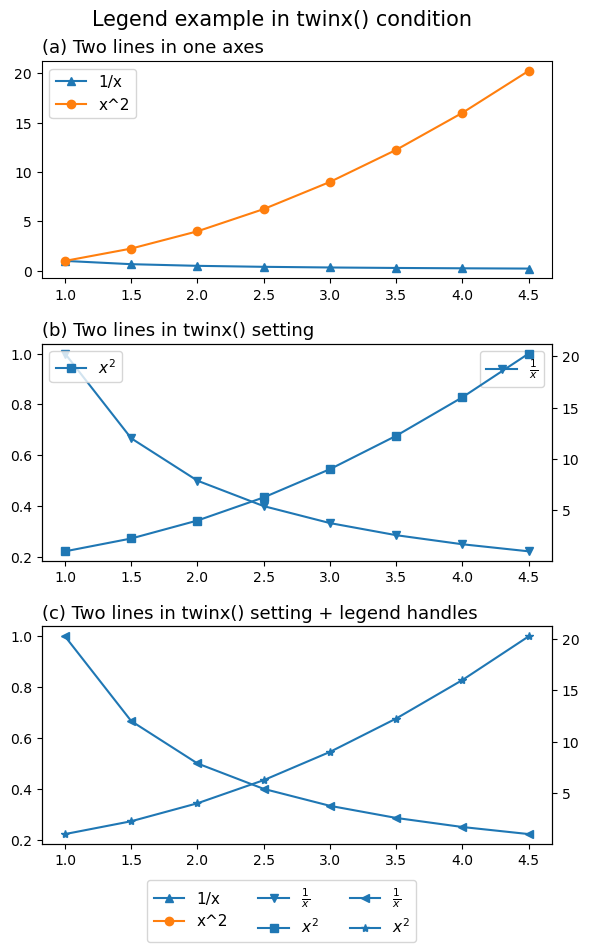 Legend example in twinx() condition
(a) Two lines in one axes
1/x
x^2
20
15
10
5
0
1.0 1.5 2.0 2.5 3.0 3.5 4.0 4.5
(b) Two lines in twinx() setting
x²
1/x
1.0
0.8
0.6
0.4
0.2
20
15
10
5
1.0 1.5 2.0 2.5 3.0 3.5 4.0 4.5
(c) Two lines in twinx() setting + legend handles
1.0
0.8
0.6
0.4
0.2
20
15
10
5
1.0 1.5 2.0 2.5 3.0 3.5 4.0 4.5
1/x 1/x 1/x
x^2 x² x²